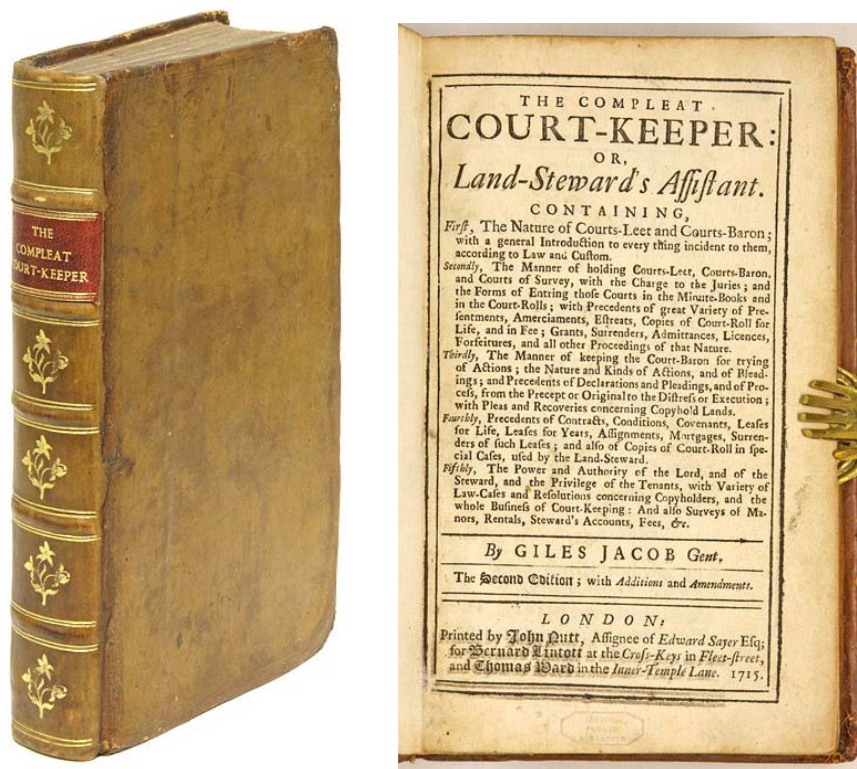 THE
COMPLEAT
COURT-KEEPER
THE COMPLEAT
COURT-KEEPER:
OR,
Land-Steward's Aſſiſtant.
CONTAINING,
Firſt, The Nature of Courts-Leet and Courts-Baron;
with a general Introduction to every thing incident to them,
according to Law and Cuſtom.
Secondly, The Manner of holding Courts-Leet, Courts-Baron,
and Courts of Survey, with the Charge to the Juries; and
the Forms of Entring thoſe Courts in the Minute-Books and
in the Court-Rolls; with Precedents of great Variety of Pre-
ſentments, Amerciaments, Eſtreats, Copies of Court-Roll for
Life, and in Fee; Grants, Surrenders, Admittances, Licences,
Forfeitures, and all other Proceedings of that Nature.
Thirdly, The Manner of keeping the Court-Baron for trying
of Actions; the Nature and Kinds of Actions, and of Plead-
ings; and Precedents of Declarations and Pleadings, and of Pro-
ceſs, from the Precept or Original to the Diſtreſs or Execution;
with Pleas and Recoveries concerning Copyhold Lands.
Fourthly, Precedents of Contracts, Conditions, Covenants, Leaſes
for Life, Leaſes for Years, Aſſignments, Mortgages, Surren-
ders of ſuch Leaſes; and alſo of Copies of Court-Roll in ſpe-
cial Caſes, uſed by the Land-Steward.
Fifthly, The Power and Authority of the Lord, and of the
Steward, and the Privilege of the Tenants, with Variety of
Law-Caſes and Reſolutions concerning Copyholders, and the
whole Buſineſs of Court-Keeping: And alſo Surveys of Ma-
nors, Rentals, Steward's Accounts, Fees, &c.
By GILES JACOB Gent.
The Second Edition; with Additions and Amendments.
LONDON:
Printed by John Nutt, Aſſignee of Edward Sayer Eſq;
for Bernard Lintott at the Croſs-Keys in Fleet-ſtreet,
and Thomas Ward in the Inner-Temple Lane. 1715.